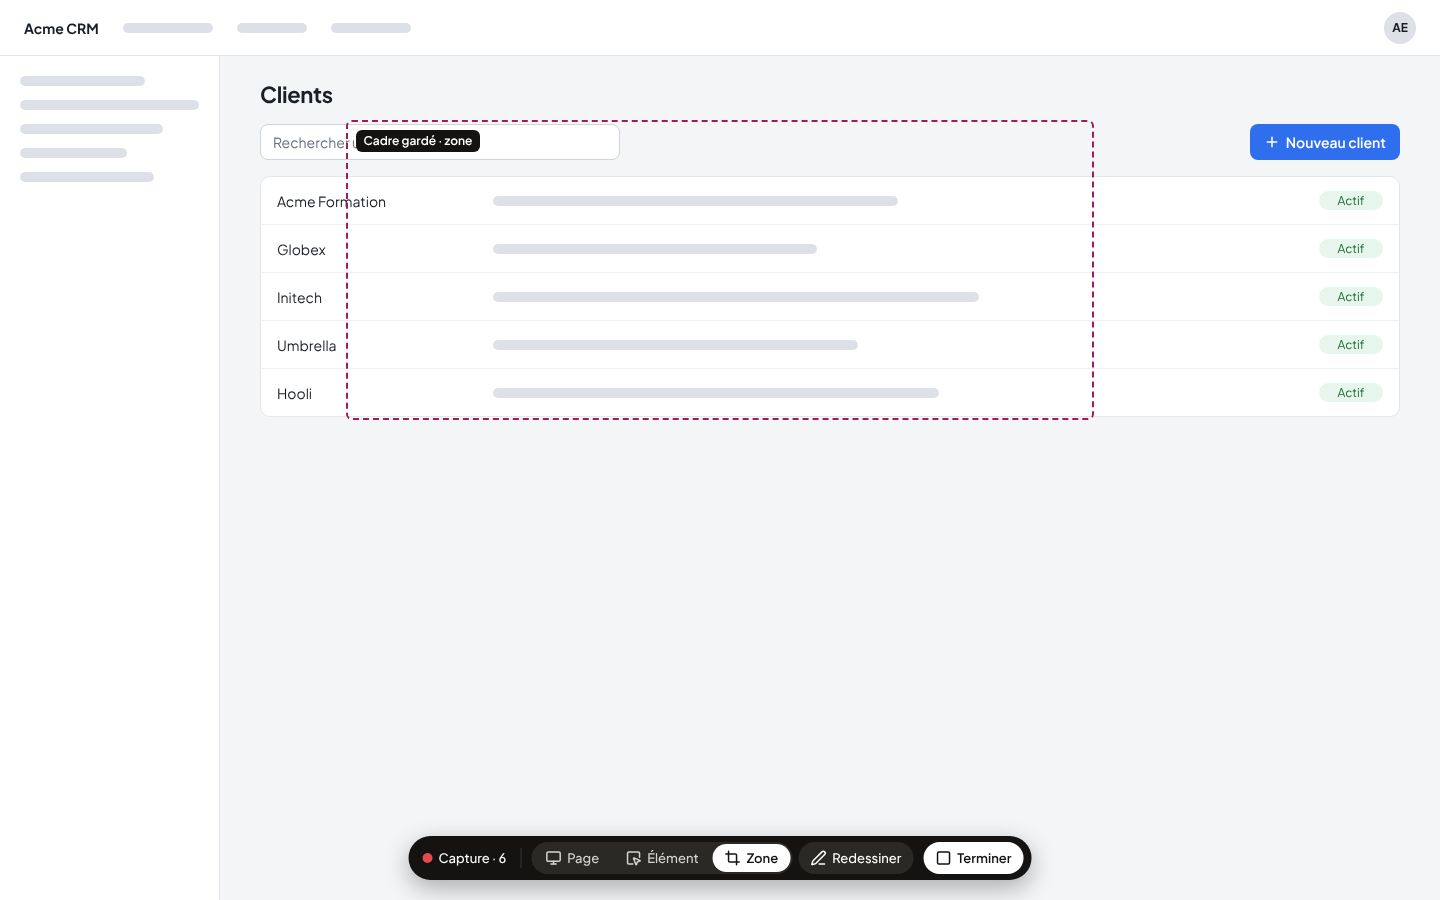 Acme CRM
AE
Clients
Rechercher
Cadre gardé · zone
Nouveau client
Acme Formation
Actif
Globex
Actif
Initech
Actif
Umbrella
Actif
Hooli
Actif
Capture · 6
Page
Élément
Zone
Redessiner
Terminer